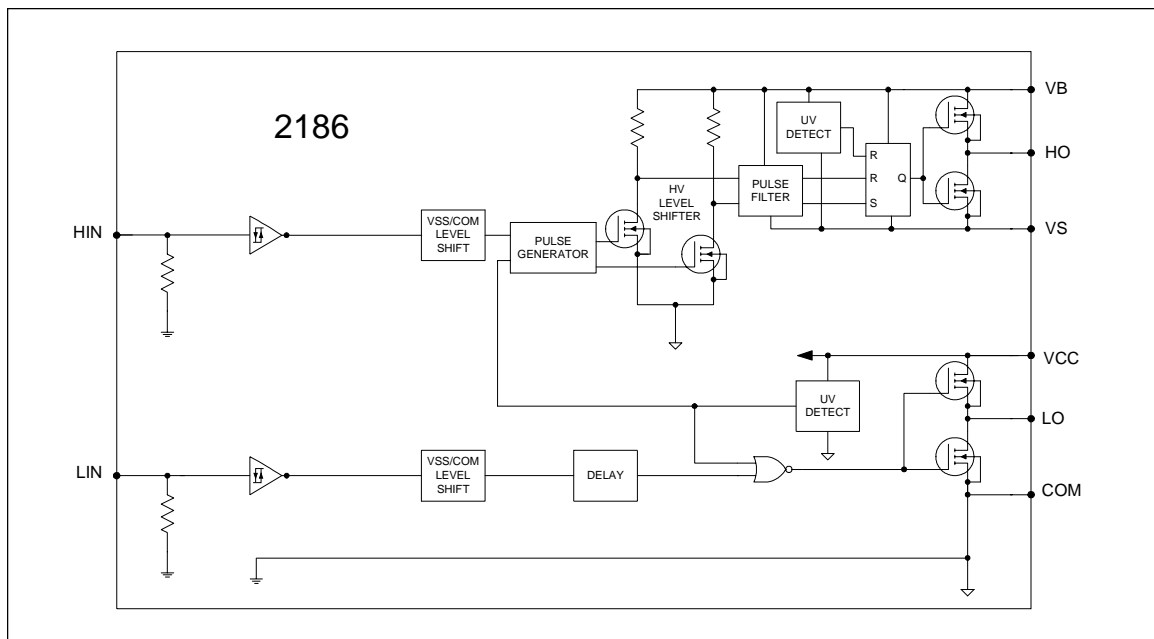 2186
VB
UV
DETECT
HO
R
R
Q
S
PULSE
FILTER
HV
LEVEL
SHIFTER
VS
HIN
VSS/COM
LEVEL
SHIFT
PULSE
GENERATOR
VCC
UV
DETECT
LO
LIN
VSS/COM
LEVEL
SHIFT
DELAY
COM